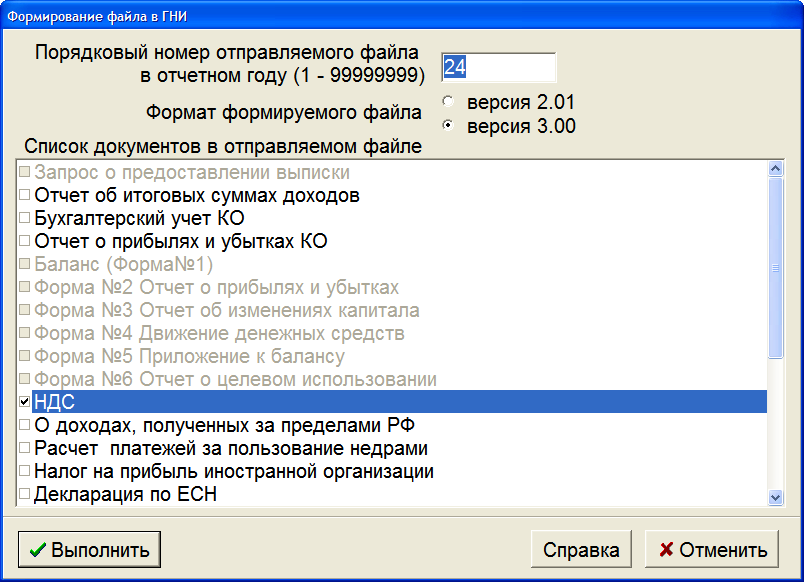 Формирование файла в ГНИ
Порядковый номер отправляемого файла
в отчетном году (1 - 99999999)
24
Формат формируемого файла
версия 2.01
версия 3.00
Список документов в отправляемом файле
Запрос о предоставлении выписки
Отчет об итоговых суммах доходов
Бухгалтерский учет КО
Отчет о прибылях и убытках КО
Баланс (Форма№1)
Форма №2 Отчет о прибылях и убытках
Форма №3 Отчет об изменениях капитала
Форма №4 Движение денежных средств
Форма №5 Приложение к балансу
Форма №6 Отчет о целевом использовании
НДС
О доходах, полученных за пределами РФ
Расчет  платежей за пользование недрами
Налог на прибыль иностранной организации
Декларация по ЕСН
Выполнить
Справка
Отменить